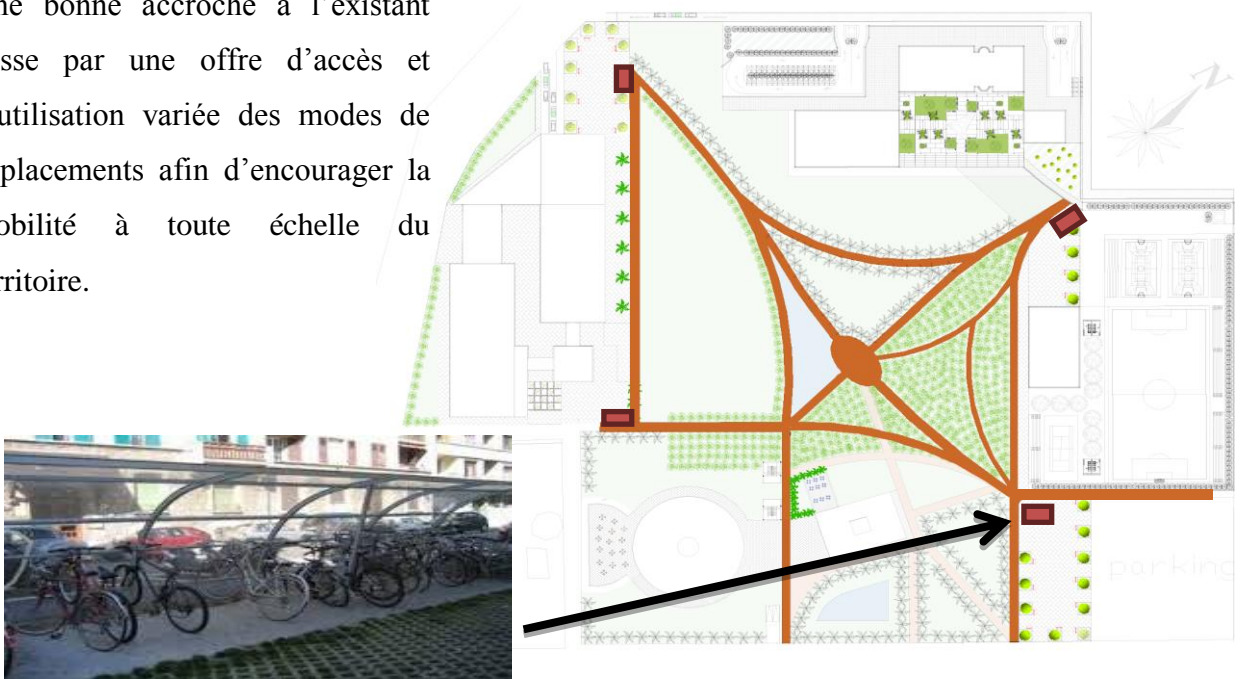 ne bonne accroche à l’existant
sse par une offre d’accès et
utilisation variée des modes de
placements afin d’encourager la
obilité à toute échelle du
rritoire.
N
parking